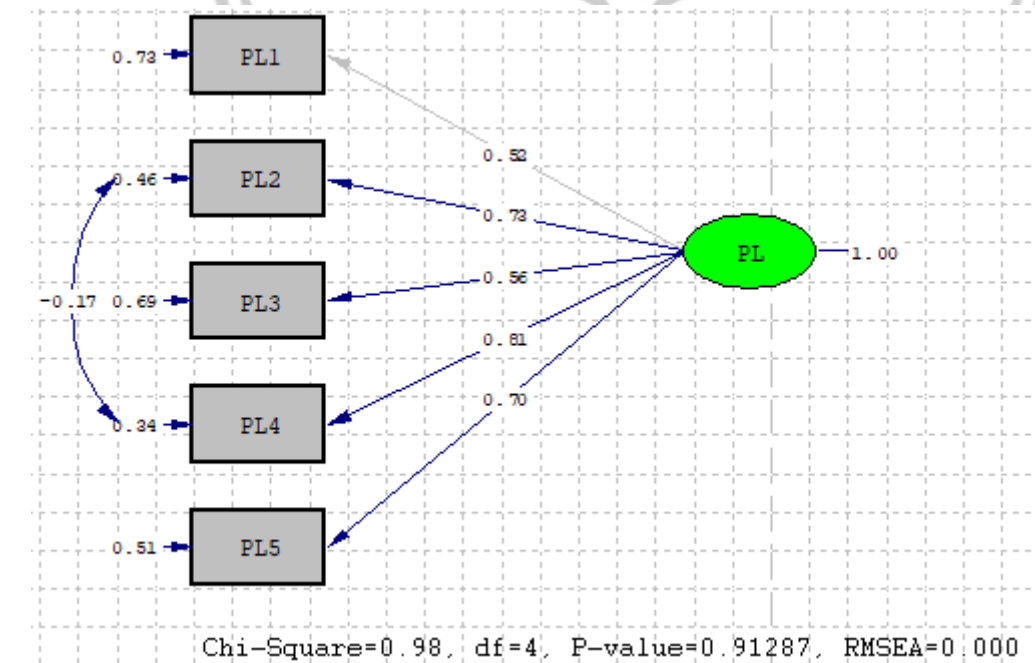 0.73 PL1
0.52
0.46 PL2
0.73
PL 1.00
0.56
-0.17 0.69 PL3
0.81
0.70
0.34 PL4
0.51 PL5
Chi-Square=0.98, df=4, P-value=0.91287, RMSEA=0.000